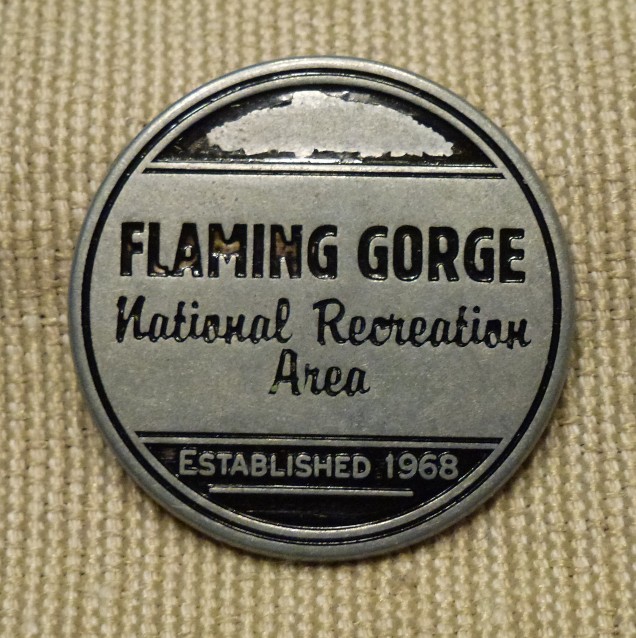 FLAMING GORGE
National Recreation
Area
ESTABLISHED 1968